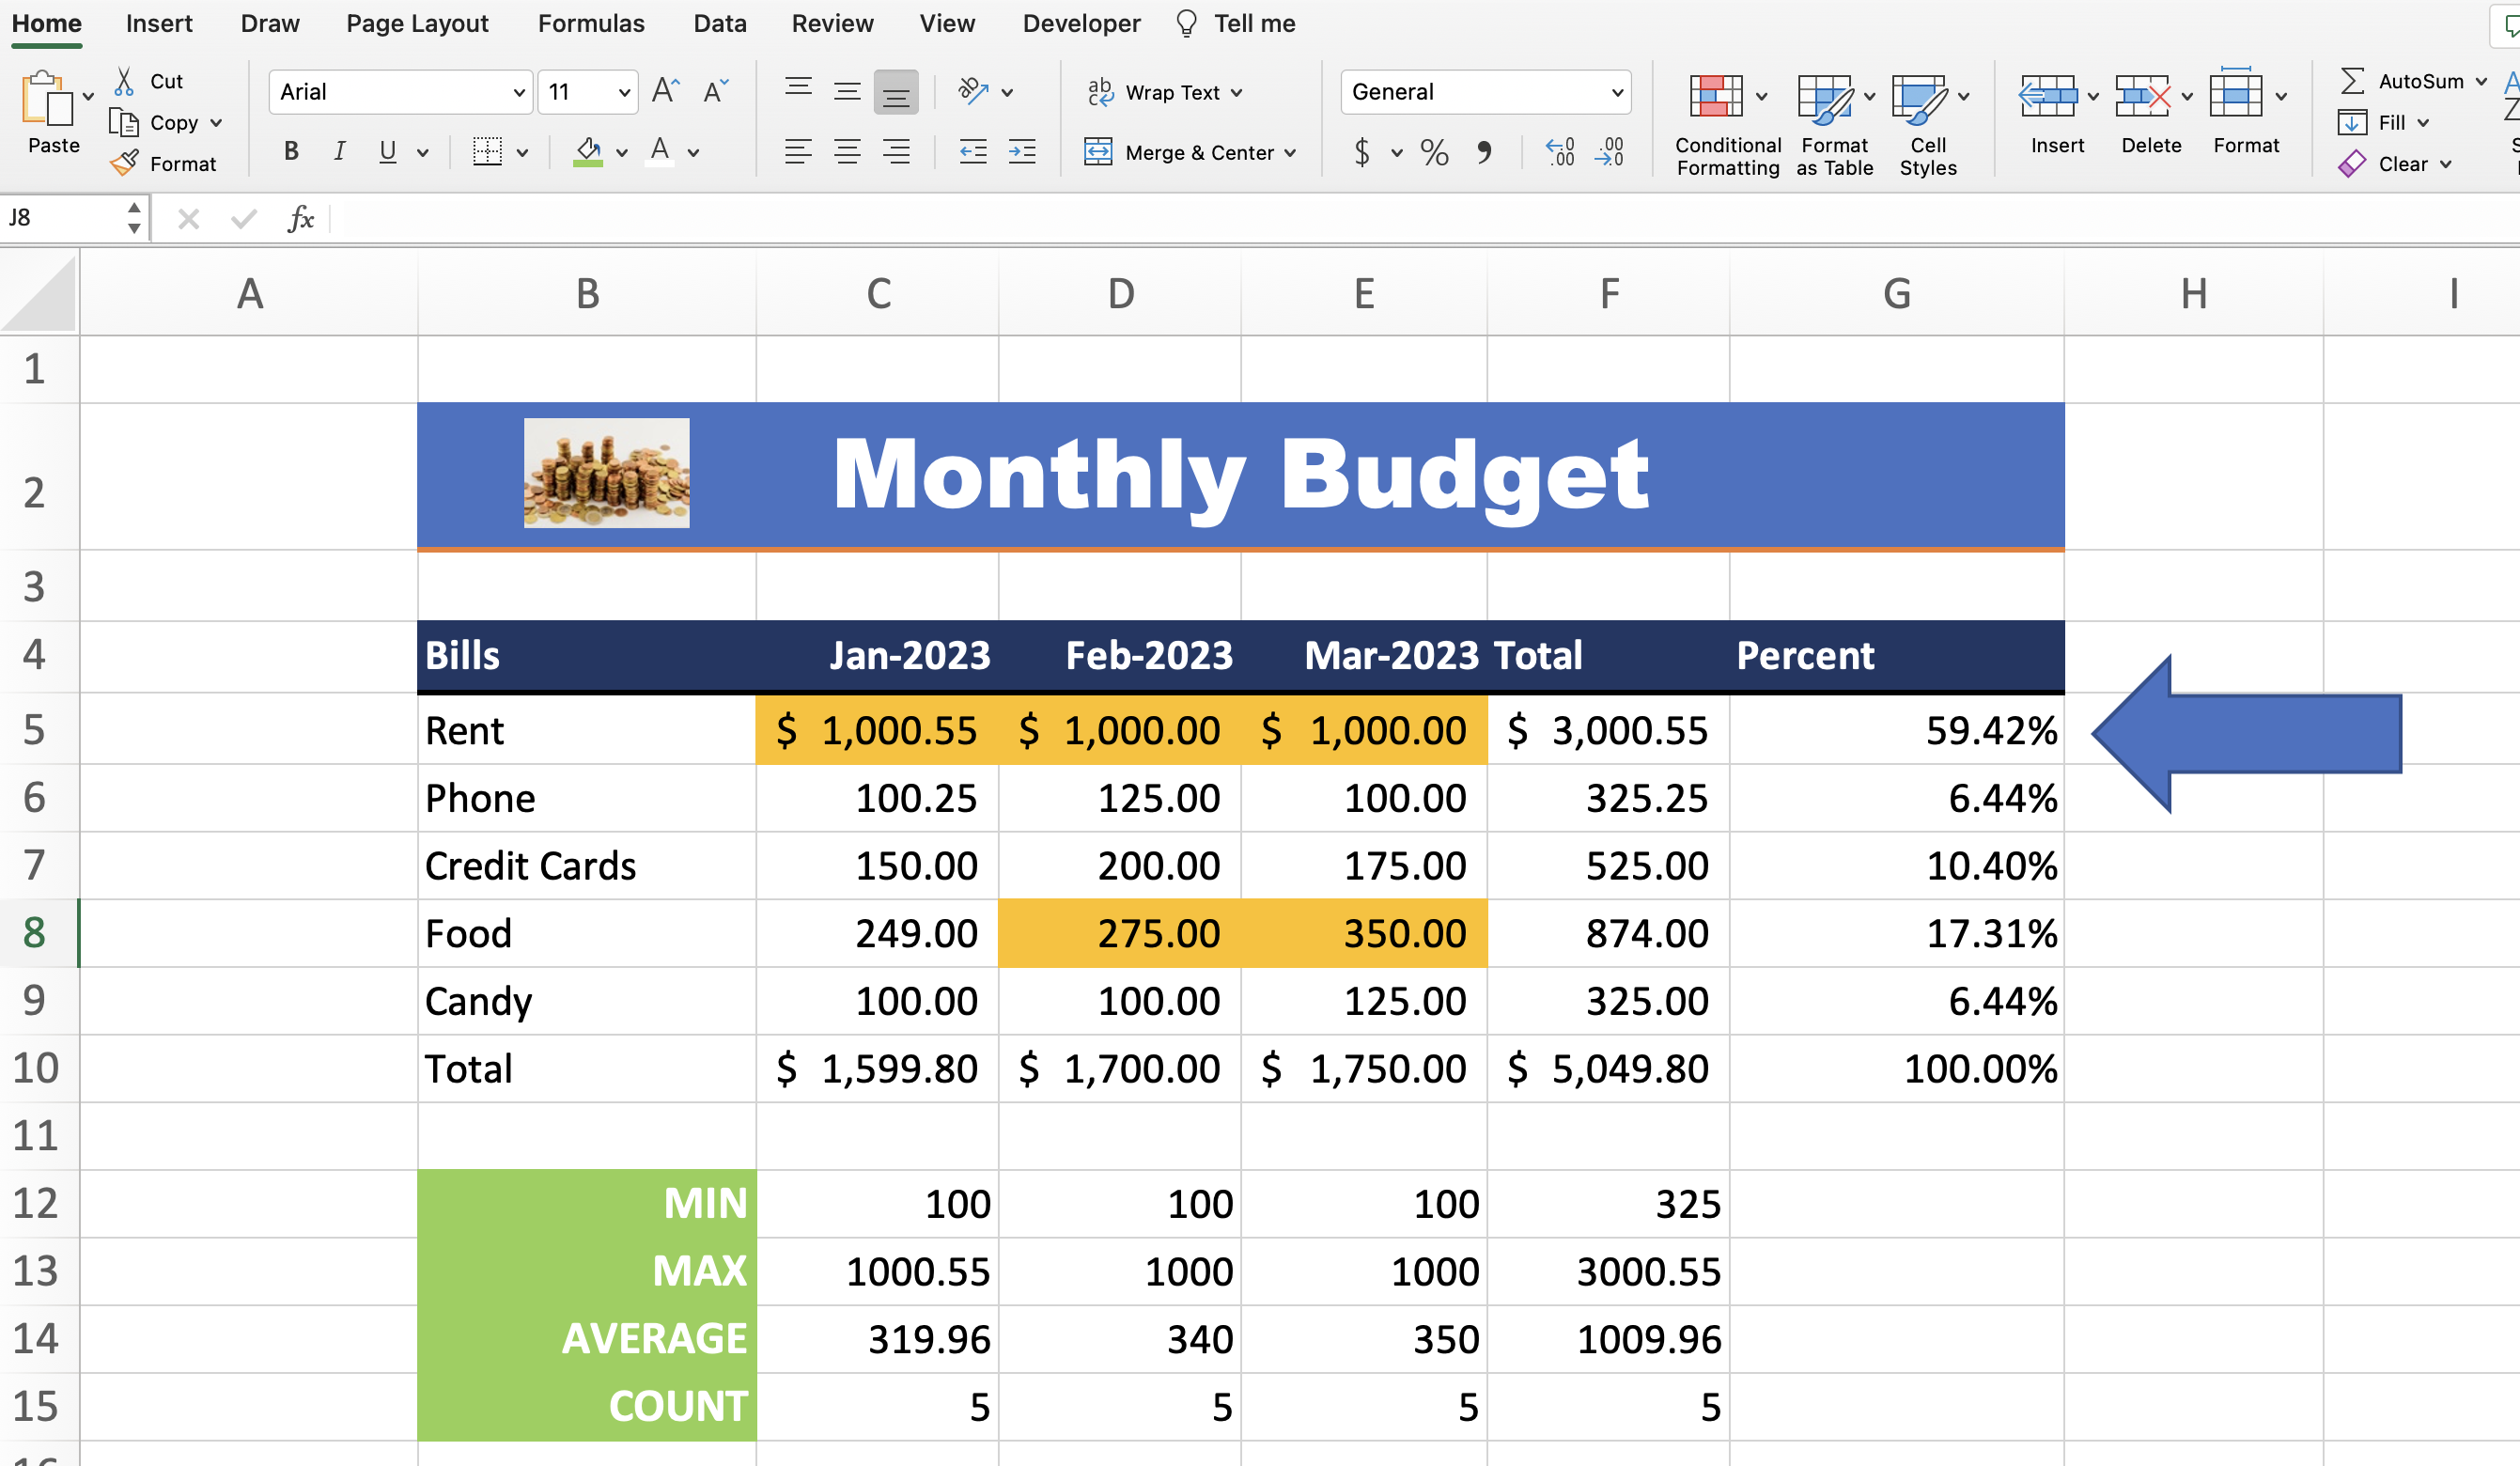 Home Insert Draw Page Layout Formulas Data Review View Developer Tell me
Paste
Cut
Copy
Format
Arial 11
B I U A
Wrap Text
Merge & Center
General
$ %
Conditional Formatting
Format as Table
Cell Styles
Insert
Delete
Format
AutoSum
Fill
Clear
J8 fx
A B C D E F G H I
1
2 Monthly Budget
3
4 Bills Jan-2023 Feb-2023 Mar-2023 Total Percent
5 Rent $ 1,000.55 $ 1,000.00 $ 1,000.00 $ 3,000.55 59.42%
6 Phone 100.25 125.00 100.00 325.25 6.44%
7 Credit Cards 150.00 200.00 175.00 525.00 10.40%
8 Food 249.00 275.00 350.00 874.00 17.31%
9 Candy 100.00 100.00 125.00 325.00 6.44%
10 Total $ 1,599.80 $ 1,700.00 $ 1,750.00 $ 5,049.80 100.00%
11
12 MIN 100 100 100 325
13 MAX 1000.55 1000 1000 3000.55
14 AVERAGE 319.96 340 350 1009.96
15 COUNT 5 5 5 5